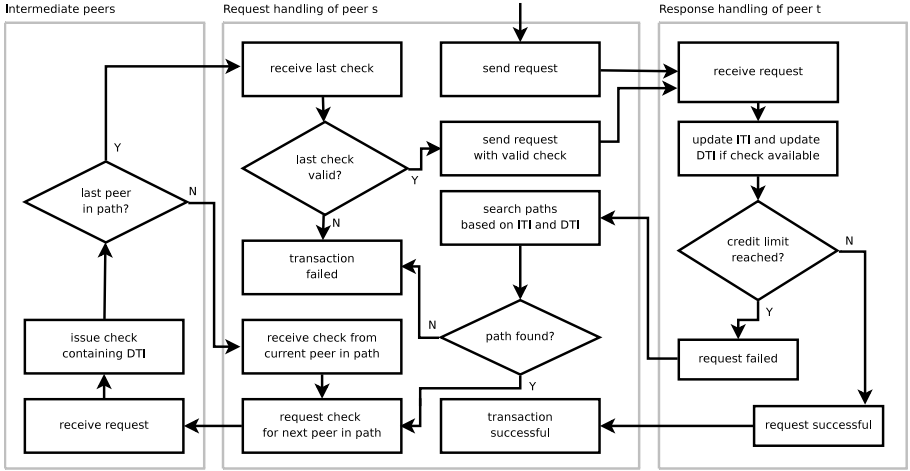 Intermediate peers
Request handling of peer s
Response handling of peer t
receive last check
send request
receive request
last check
valid?
Y
send request
with valid check
update ITI and update
DTI if check available
Y
last peer
in path?
N
N
search paths
based on ITI and DTI
credit limit
reached?
N
transaction
failed
Y
issue check
containing DTI
receive check from
current peer in path
N
path found?
request failed
Y
receive request
request check
for next peer in path
transaction
successful
request successful